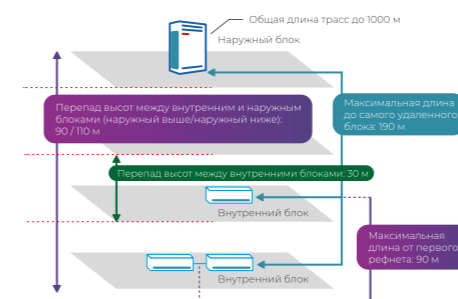 Общая длина трасс до 1000 м
Наружный блок
Перепад высот между внутренним и наружным
блоками (наружный выше/наружный ниже):
90 / 110 м
Максимальная длина
до самого удаленного
блока: 190 м
Перепад высот между внутренними блоками: 30 м
Внутренний блок
Максимальная
длина от первого
рефнета: 90 м
Внутренний блок